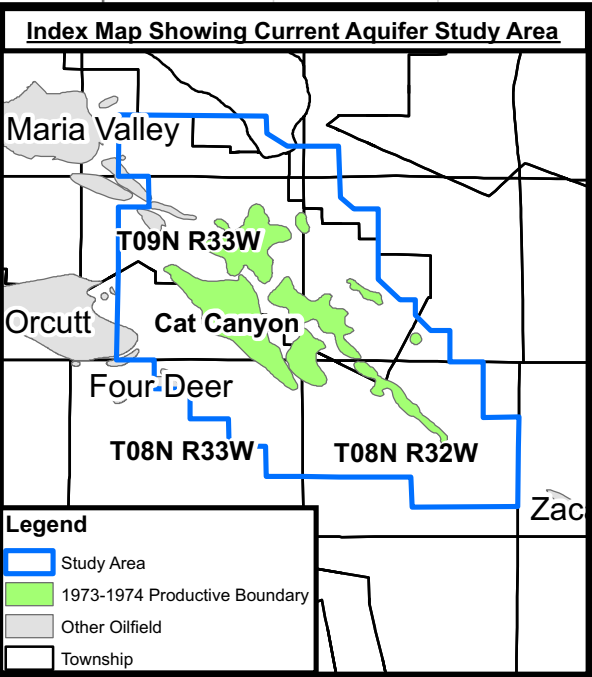 Index Map Showing Current Aquifer Study Area
Maria Valley
T09N R33W
Orcutt
Cat Canyon
Four Deer
T08N R33W
T08N R32W
Zaca
Legend
Study Area
1973-1974 Productive Boundary
Other Oilfield
Township